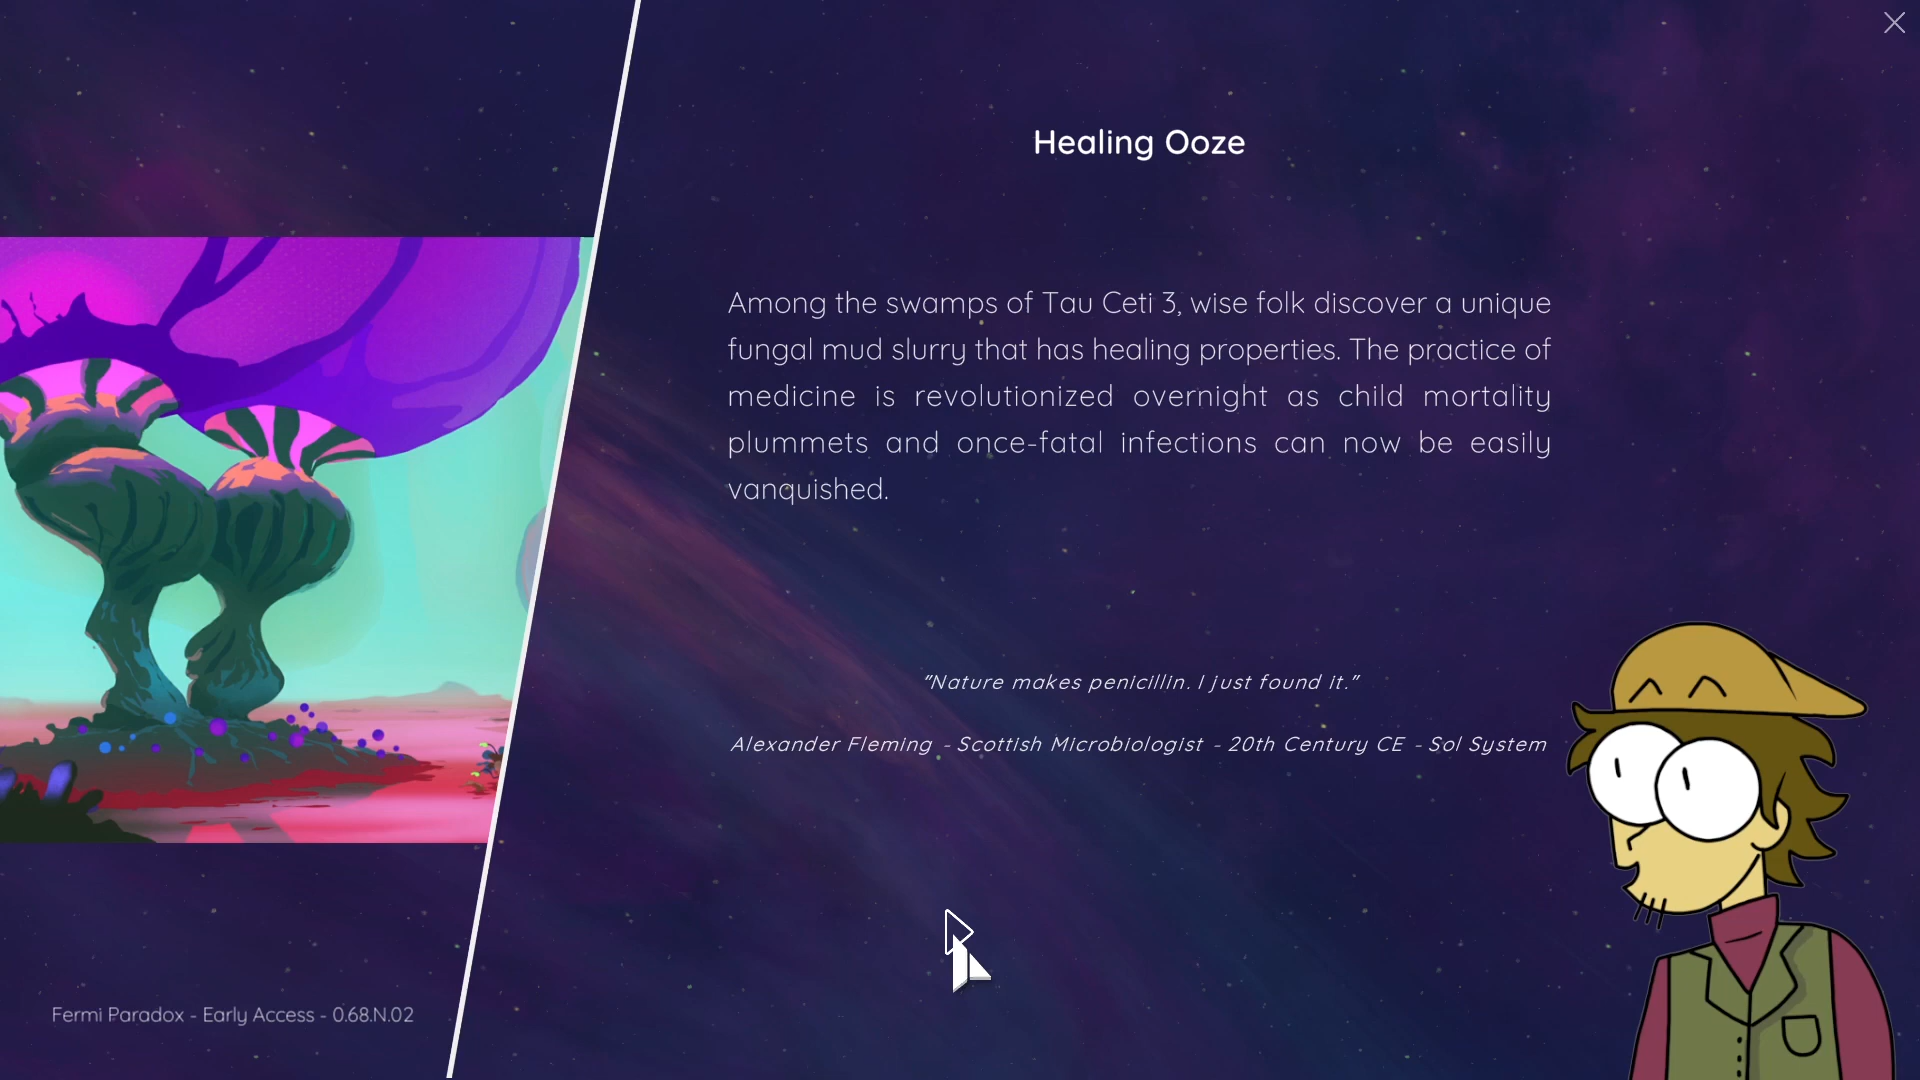 Healing Ooze
Among the swamps of Tau Ceti 3, wise folk discover a unique
fungal mud slurry that has healing properties. The practice of
medicine is revolutionized overnight as child mortality
plummets and once-fatal infections can now be easily
vanquished.
"Nature makes penicillin. I just found it."
Alexander Fleming - Scottish Microbiologist - 20th Century CE - Sol System
Fermi Paradox - Early Access - 0.68.N.02